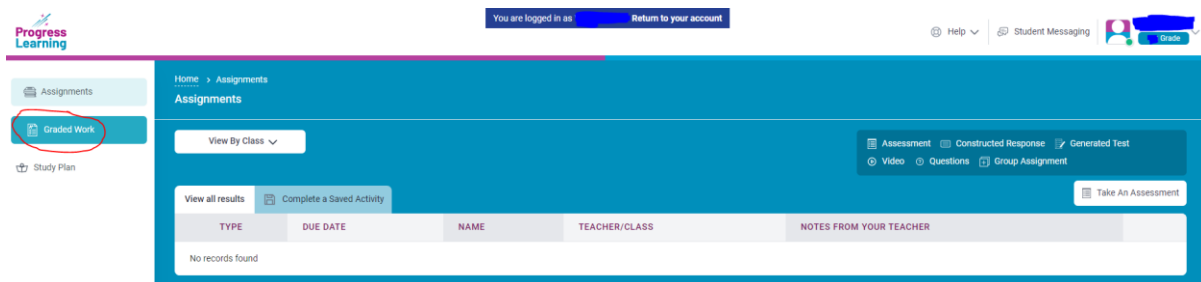 Progress
Learning
You are logged in as Return to your account
Help
Student Messaging
Grade
Assignments
Graded Work
Study Plan
Home > Assignments
Assignments
View By Class
Assessment Constructed Response Generated Test
Video Questions Group Assignment
View all results Complete a Saved Activity
Take An Assessment
TYPE DUE DATE NAME TEACHER/CLASS NOTES FROM YOUR TEACHER
No records found